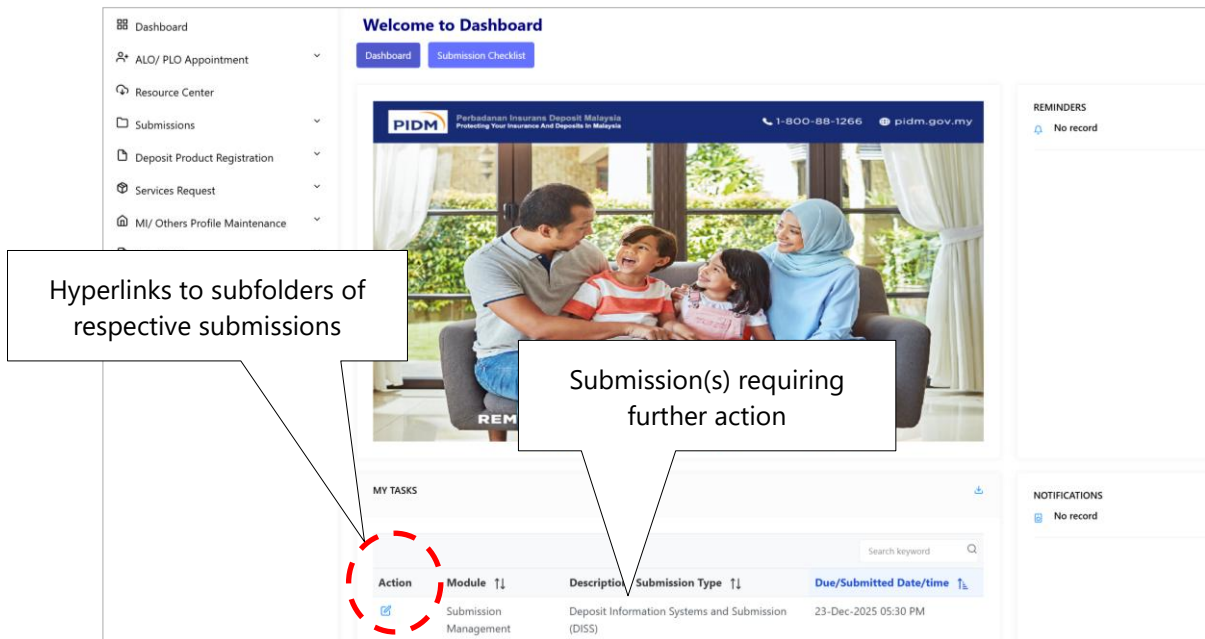 Dashboard
ALO/ PLO Appointment
Resource Center
Submissions
Deposit Product Registration
Services Request
MI/ Others Profile Maintenance
Hyperlinks to subfolders of
respective submissions
Welcome to Dashboard
Dashboard
Submission Checklist
PIDM
Perbadanan Insurans Deposit Malaysia
Protecting Your Insurance And Deposits In Malaysia
1-800-88-1266
pidm.gov.my
REM
Submission(s) requiring
further action
REMINDERS
No record
MY TASKS
Search keyword
Action
Module
Submission Type
Due/Submitted Date/time
Submission
Management
Deposit Information Systems and Submission
(DISS)
23-Dec-2025 05:30 PM
NOTIFICATIONS
No record